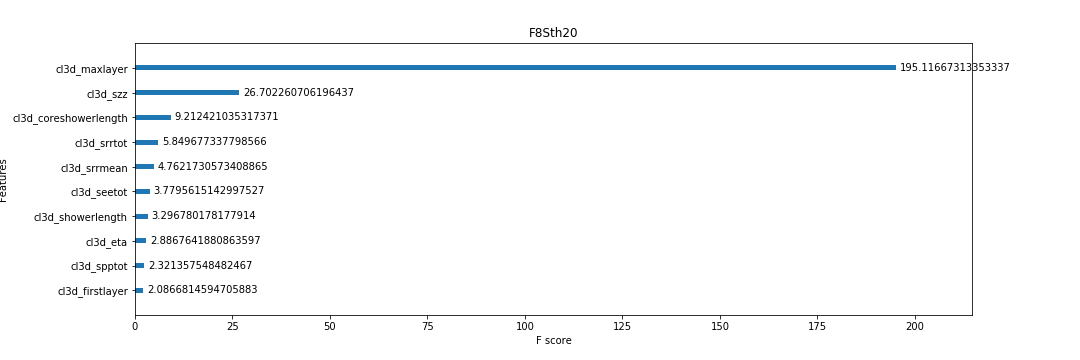 F8Sth20
cl3d_maxlayer 195.11667313353337
cl3d_szz 26.702260706196437
cl3d_coreshowerlength 9.212421035317371
cl3d_srrtot 5.849677337798566
cl3d_srrmean 4.7621730573408865
cl3d_seetot 3.7795615142997527
cl3d_showerlength 3.296780178177914
cl3d_eta 2.8867641880863597
cl3d_spptot 2.321357548482467
cl3d_firstlayer 2.0866814594705883
Features
0 25 50 75 100 125 150 175 200
F score